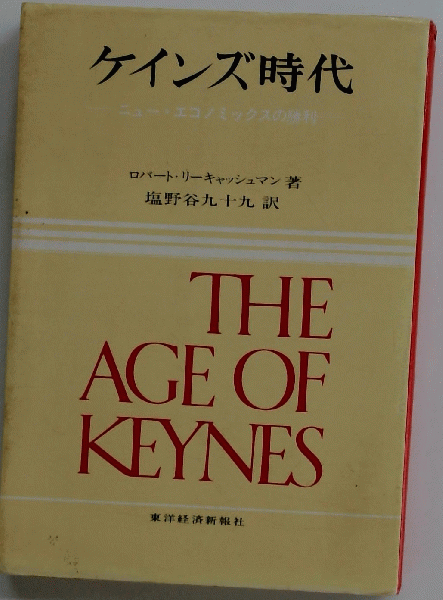 ケインズ時代
ニュー・エコノミックスの勝利
ロバート・リーキャッシュマン 著
塩野谷九十九 訳
THE
AGE OF
KEYNES
東洋経済新報社